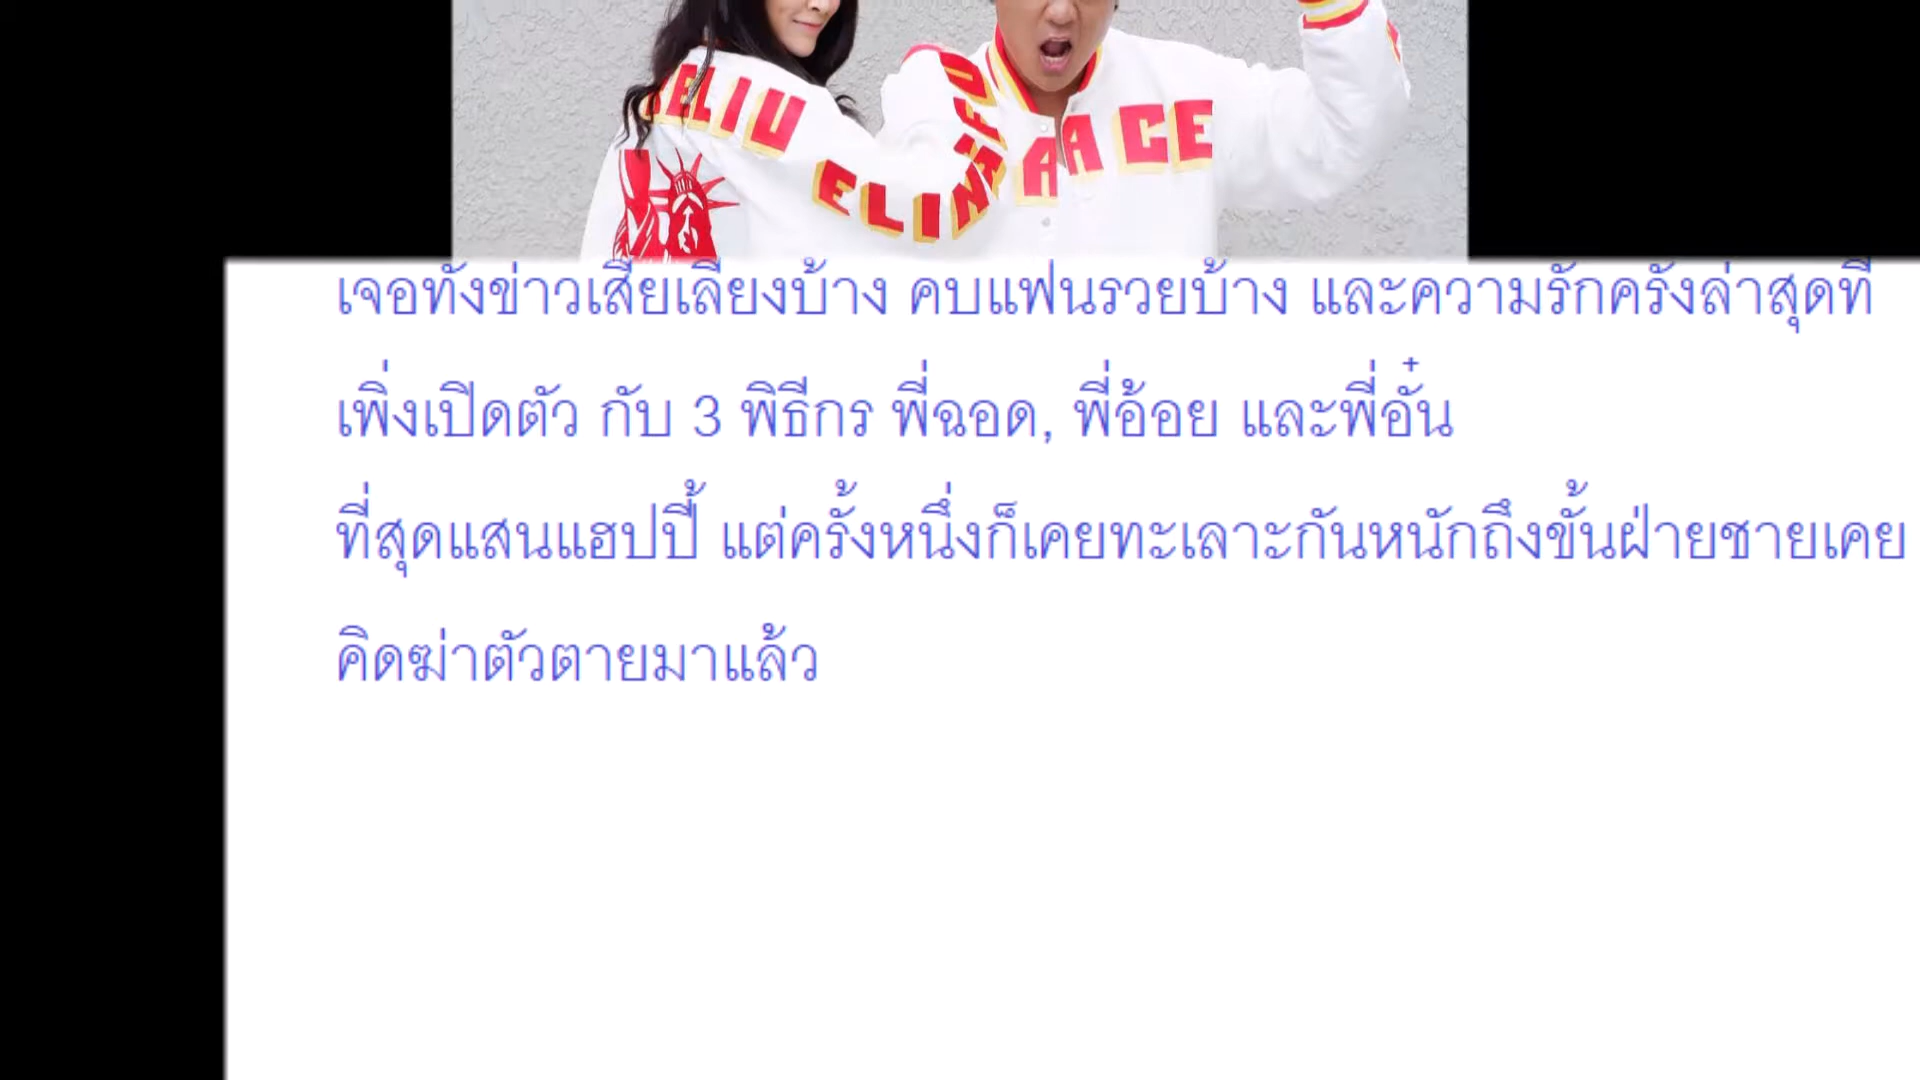 ELIU
ELIN
ACE
เจอทั้งข่าวเสียเลี้ยงบ้าง คบแฟนรวยบ้าง และความรักครั้งล่าสุดที่
เพิ่งเปิดตัว กับ 3 พิธีกร พี่ฉอด, พี่อ้อย และพี่อั๋น
ที่สุดแสนแฮปปี้ แต่ครั้งหนึ่งก็เคยทะเลาะกันหนักถึงขั้นฝ่ายชายเคย
คิดฆ่าตัวตายมาแล้ว